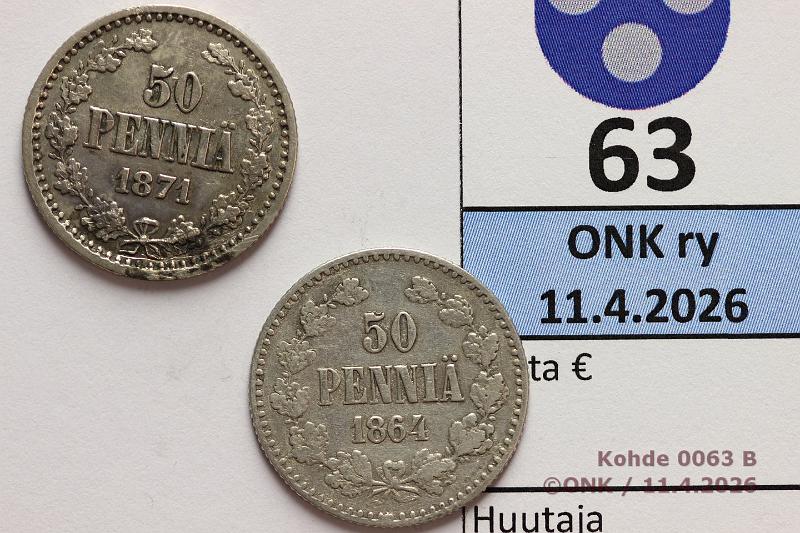 50
PENNIÄ
1871
50
PENNIÄ
1864
63
ONK ry
11.4.2026
ta €
Kohde 0063 B
©ONK / 11.4.2026
Huutaja